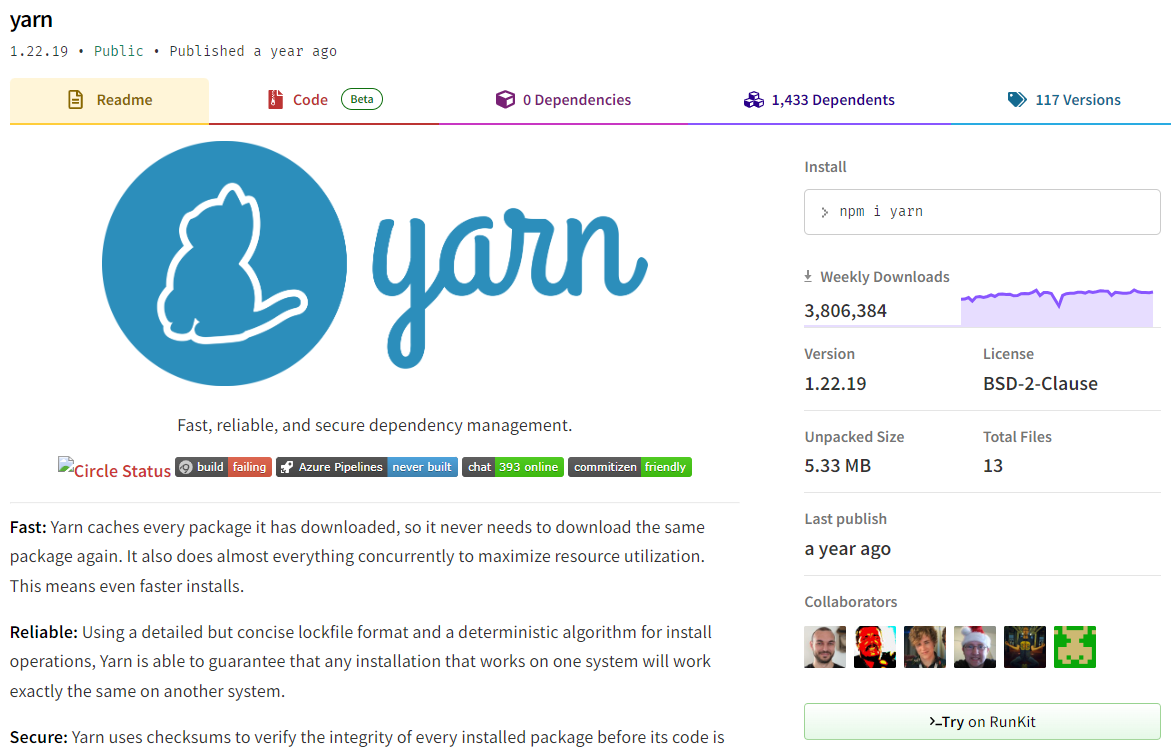 yarn
1.22.19 • Public • Published a year ago
Readme
Code Beta
0 Dependencies
1,433 Dependents
117 Versions
yarn
Fast, reliable, and secure dependency management.
Circle Status build failing Azure Pipelines never built chat 393 online commitizen friendly
Fast: Yarn caches every package it has downloaded, so it never needs to download the same
package again. It also does almost everything concurrently to maximize resource utilization.
This means even faster installs.
Reliable: Using a detailed but concise lockfile format and a deterministic algorithm for install
operations, Yarn is able to guarantee that any installation that works on one system will work
exactly the same on another system.
Secure: Yarn uses checksums to verify the integrity of every installed package before its code is
Install
> npm i yarn
Weekly Downloads
3,806,384
Version License
1.22.19 BSD-2-Clause
Unpacked Size Total Files
5.33 MB 13
Last publish
a year ago
Collaborators
>_Try on RunKit